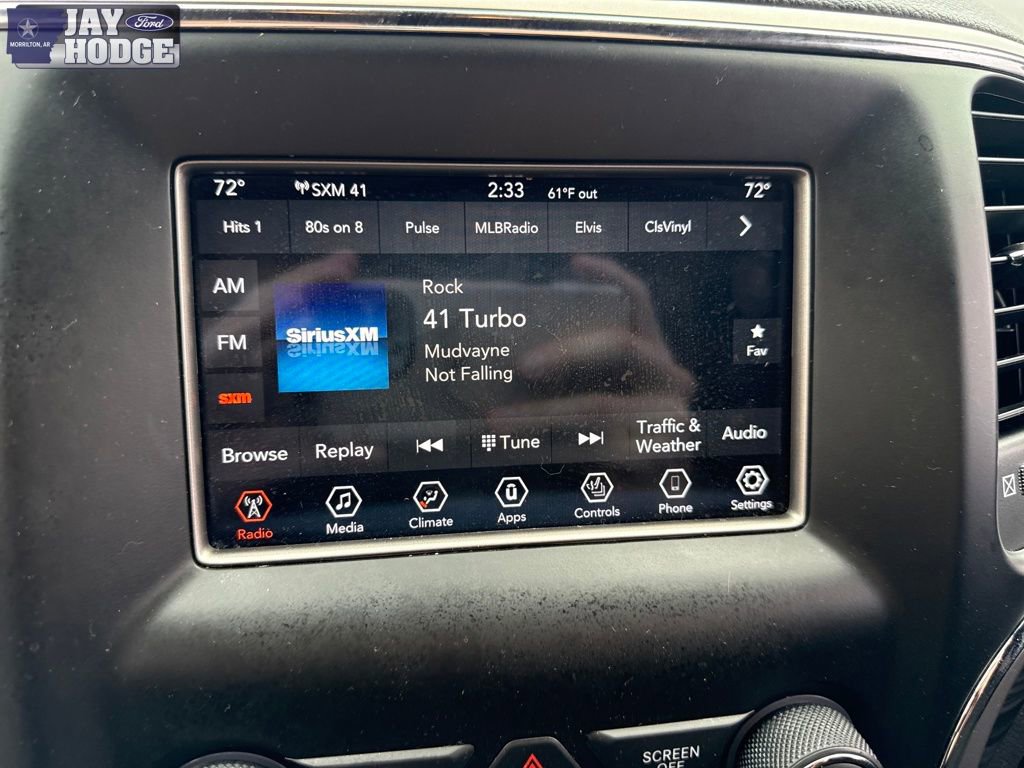 JAY Ford
MORRILTON, AR HODGE
72° SXM 41 2:33 61°F out 72°
Hits 1 80s on 8 Pulse MLBRadio Elvis ClsVinyl
AM
FM
sxm
SiriusXM
Rock
41 Turbo
Mudvayne
Not Falling
Fav
Browse Replay Tune Traffic &
Weather Audio
Radio Media Climate Apps Controls Phone Settings
SCREEN
OFF